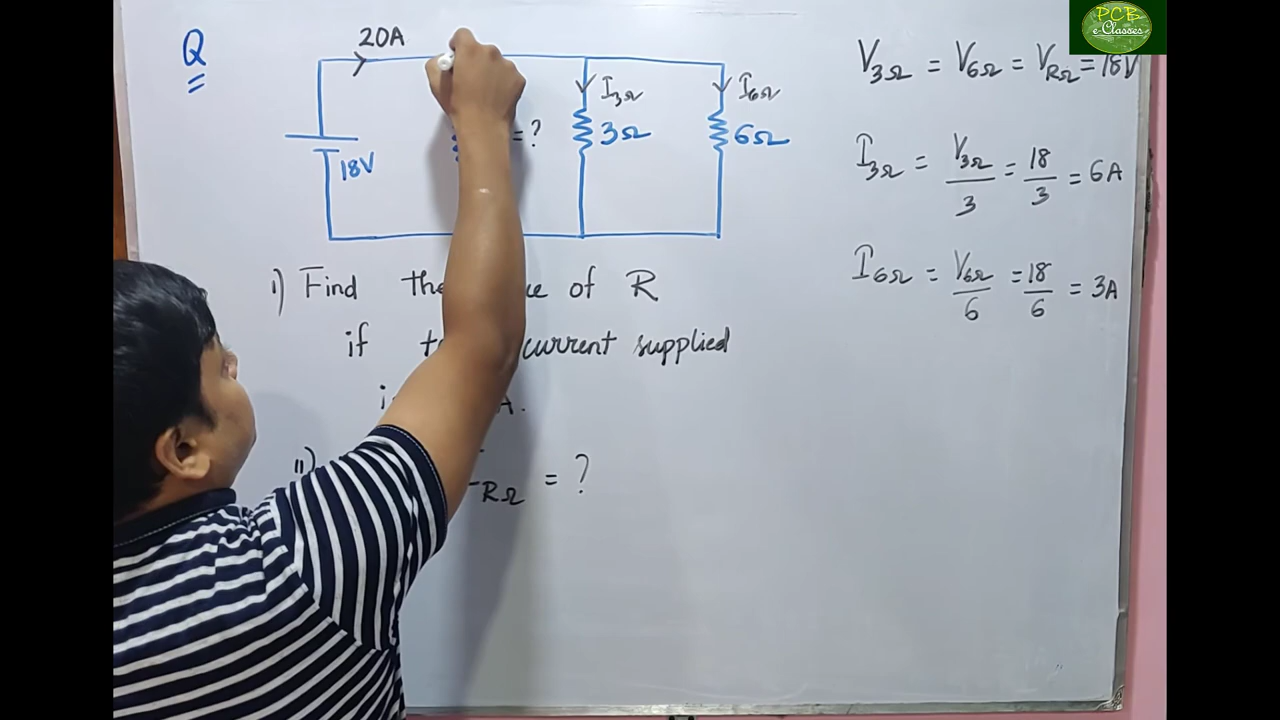 PCB
e-Classes
Q
20A
18V
= ?
I3Ω
3Ω
I6Ω
6Ω
i) Find the of R
if current supplied
A.
ii)
RΩ = ?
V3Ω = V6Ω = VRΩ = 18V
I3Ω = V3Ω/3 = 18/3 = 6A
I6Ω = V6Ω/6 = 18/6 = 3A